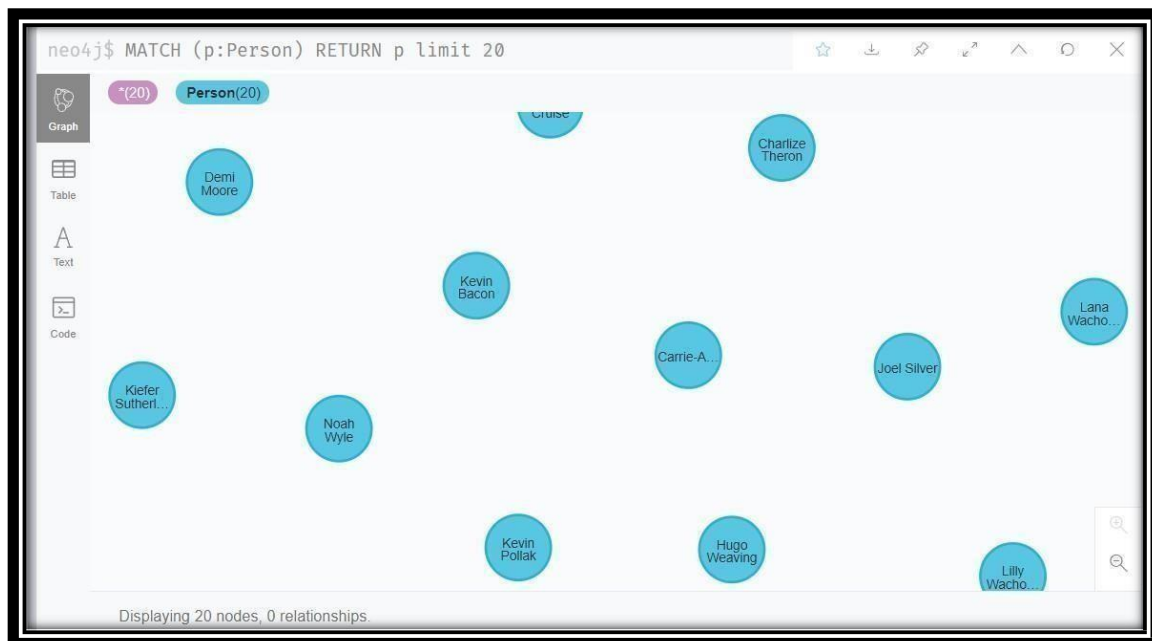 neo4j$ MATCH (p:Person) RETURN p limit 20
*(20) Person(20)
Graph
Table
Text
Code
Cruise
Charlize
Theron
Demi
Moore
Kevin
Bacon
Lana
Wacho...
Carrie-A...
Joel Silver
Kiefer
Sutherl...
Noah
Wyle
Kevin
Pollak
Hugo
Weaving
Lilly
Wacho...
Displaying 20 nodes, 0 relationships.